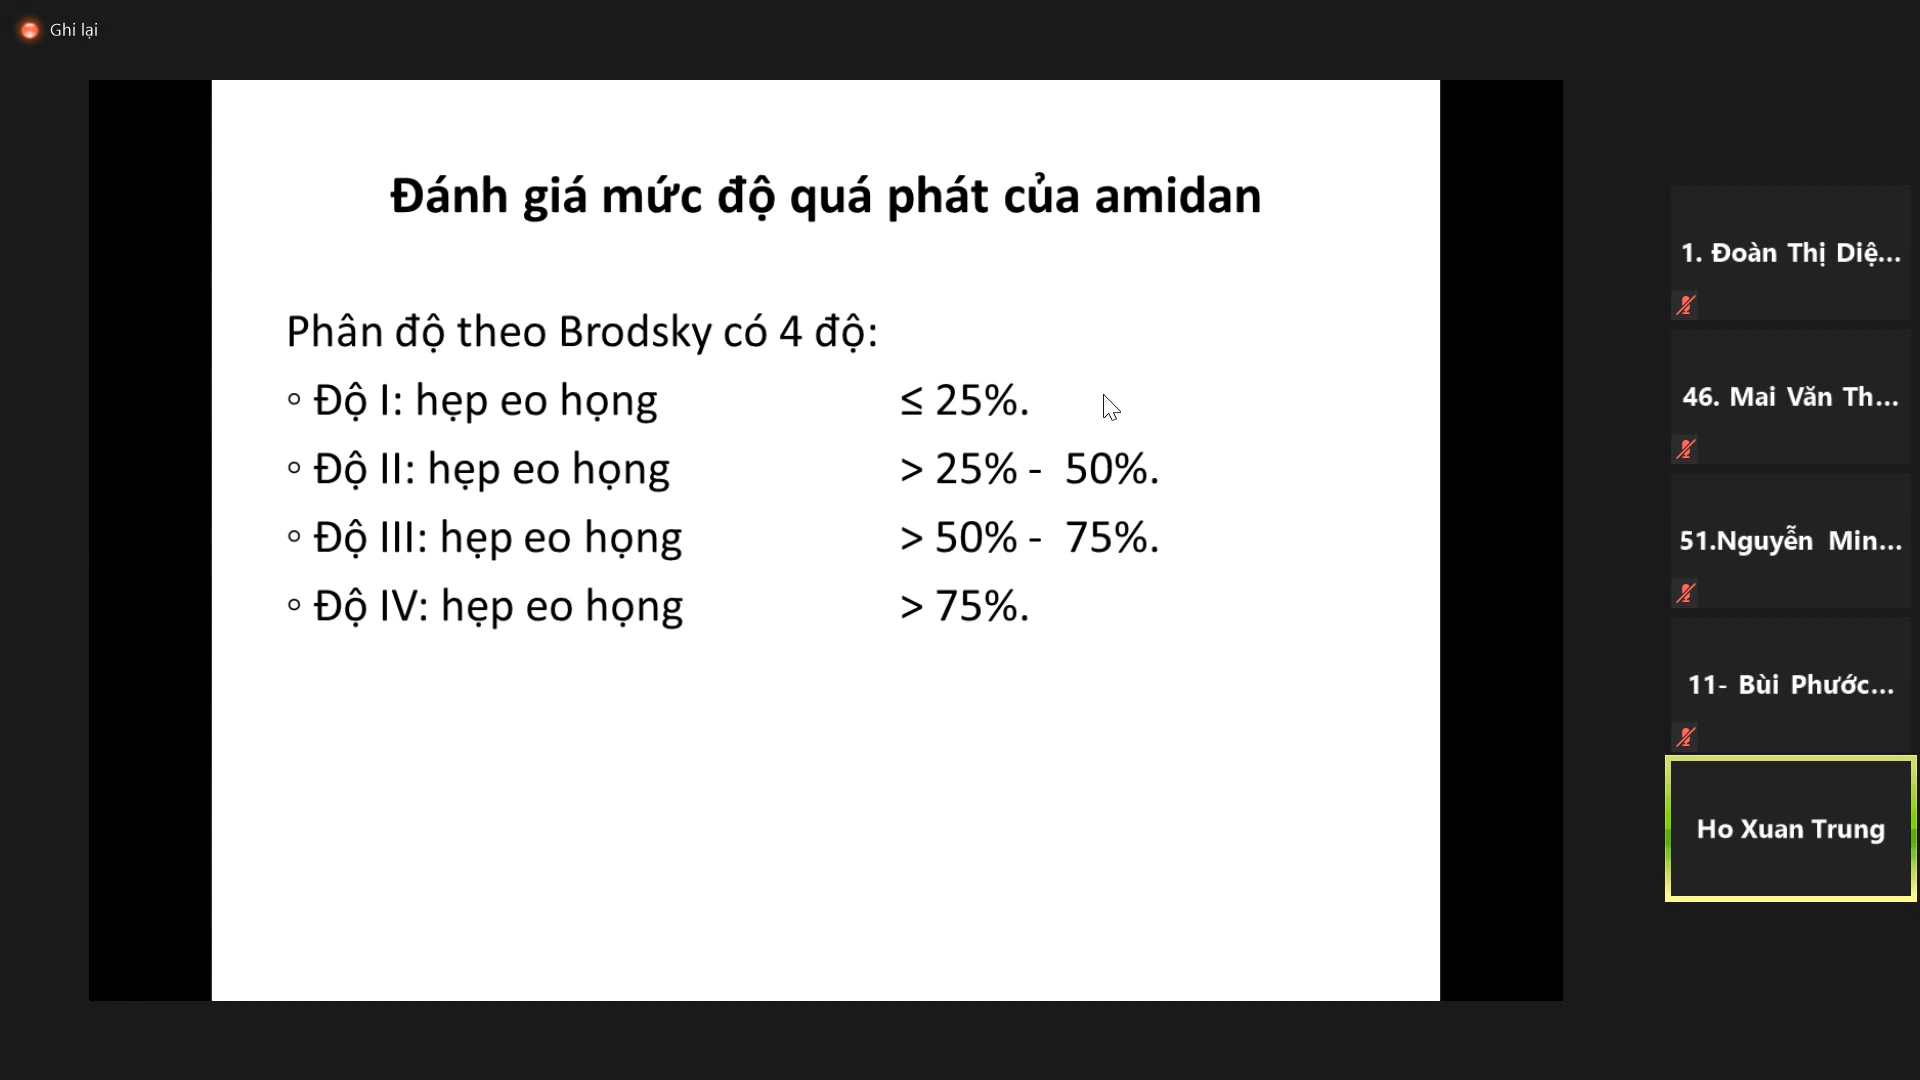 Ghi lại
Đánh giá mức độ quá phát của amidan
Phân độ theo Brodsky có 4 độ:
◦ Độ I: hẹp eo họng ≤ 25%.
◦ Độ II: hẹp eo họng > 25% - 50%.
◦ Độ III: hẹp eo họng > 50% - 75%.
◦ Độ IV: hẹp eo họng > 75%.
1. Đoàn Thị Diệ...
46. Mai Văn Th...
51.Nguyễn Min...
11- Bùi Phước...
Ho Xuan Trung